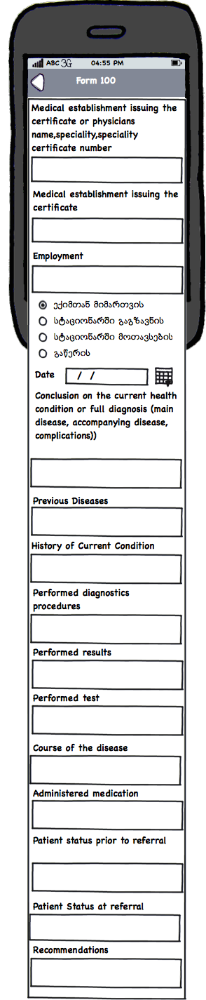 ABC 3G 04:55 PM
Form 100
Medical establishment issuing the
certificate or physicians
name,speciality,speciality
certificate number
Medical establishment issuing the
certificate
Employment
ექიმთან მიმართვის
სტაციონარში გაგზავნის
სტაციონარში მოთავსების
გაწერის
Date / /
Conclusion on the current health
condition or full diagnosis (main
disease, accompanying disease,
complications))
Previous Diseases
History of Current Condition
Performed diagnostics
procedures
Performed results
Performed test
Course of the disease
Administered medication
Patient status prior to referral
Patient Status at referral
Recommendations